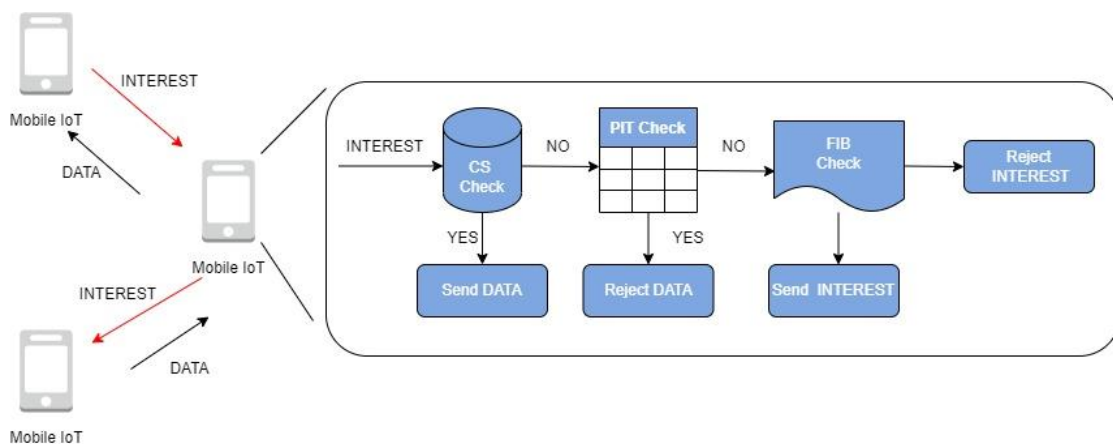 INTEREST
Mobile IoT
DATA
Mobile IoT
INTEREST
DATA
Mobile IoT
INTEREST
CS
Check
NO
PIT Check
NO
FIB
Check
Reject
INTEREST
YES
YES
Send DATA
Reject DATA
Send INTEREST